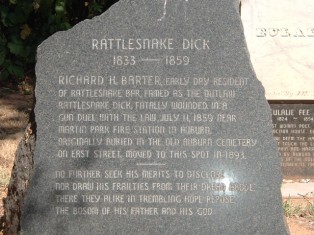 RATTLESNAKE DICK
1833 — 1859
RICHARD H. BARTER, EARLY DAY RESIDENT
OF RATTLESNAKE BAR, FAMED AS THE OUTLAW
RATTLESNAKE DICK, FATALLY WOUNDED IN A
GUN DUEL WITH THE LAW JULY 11, 1859 NEAR
MARTIN PARK FIRE STATION IN AUBURN.
ORIGINALLY BURIED IN THE OLD AUBURN CEMETERY
ON EAST STREET. MOVED TO THIS SPOT IN 1893.
NO FURTHER SEEK HIS MERITS TO DISCLOSE
NOR DRAW HIS FRAILTIES FROM THEIR DREAD ABODE
THERE THEY ALIKE IN TREMBLING HOPE REPOSE
THE BOSOM OF HIS FATHER AND HIS GOD